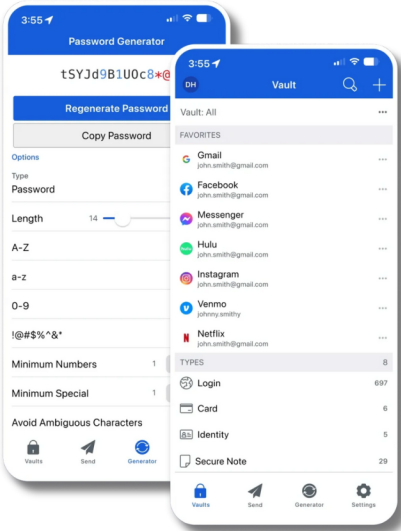 3:55
Password Generator
tSYJd9B1UOc8*@
Regenerate Password
Copy Password
Options
Type
Password
Length 14
A-Z
a-z
0-9
!@#$%^&*
Minimum Numbers 1
Minimum Special 1
Avoid Ambiguous Characters
Vaults Send Generator
3:55
DH Vault
Vault: All
FAVORITES
Gmail
john.smith@gmail.com
Facebook
john.smith@gmail.com
Messenger
john.smith@gmail.com
hulu
Hulu
john.smith@gmail.com
Instagram
john.smith@gmail.com
Venmo
johnny.smithy
Netflix
john.smith@gmail.com
TYPES 8
Login 697
Card 6
Identity 5
Secure Note 29
Vaults Send Generator Settings